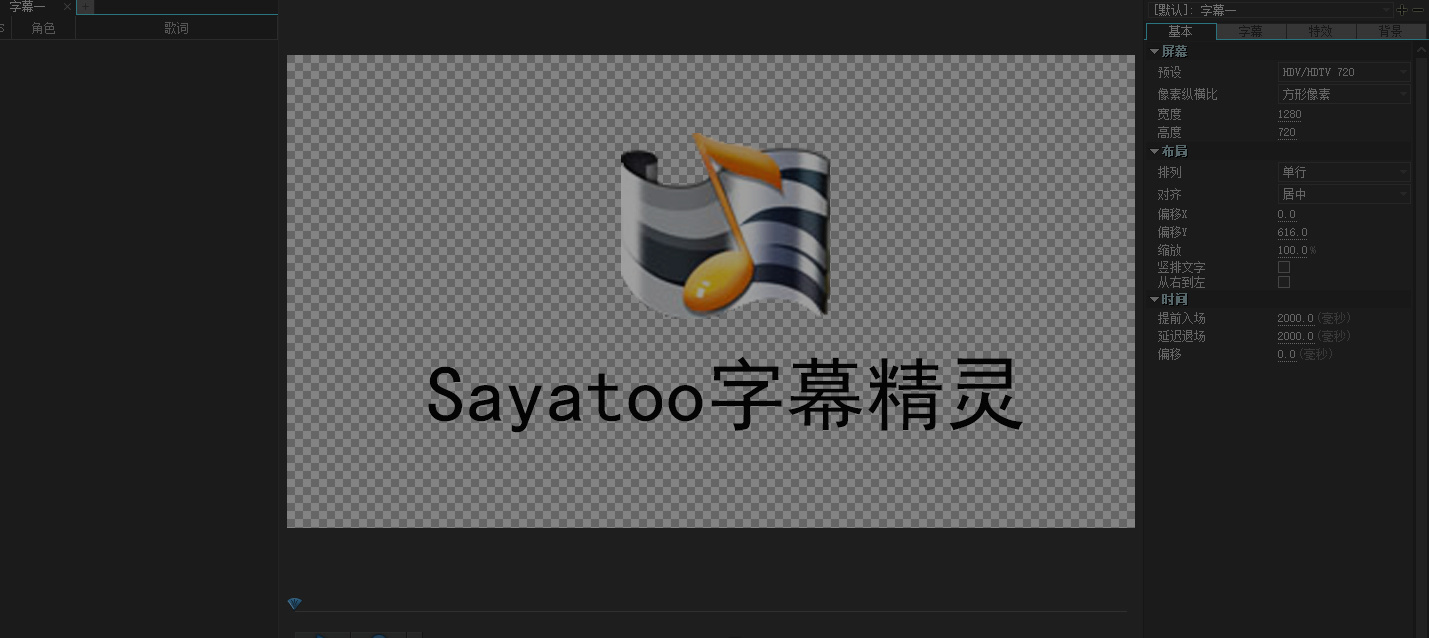 字幕一
角色
歌词
Sayatoo字幕精灵
[默认]: 字幕一
基本 字幕 特效 背景
屏幕
预设 HDV/HDTV 720
像素纵横比 方形像素
宽度 1280
高度 720
布局
排列 单行
对齐 居中
偏移X 0.0
偏移Y 616.0
缩放 100.0%
竖排文字
从右到左
时间
提前入场 2000.0(毫秒)
延迟退场 2000.0(毫秒)
偏移 0.0(毫秒)